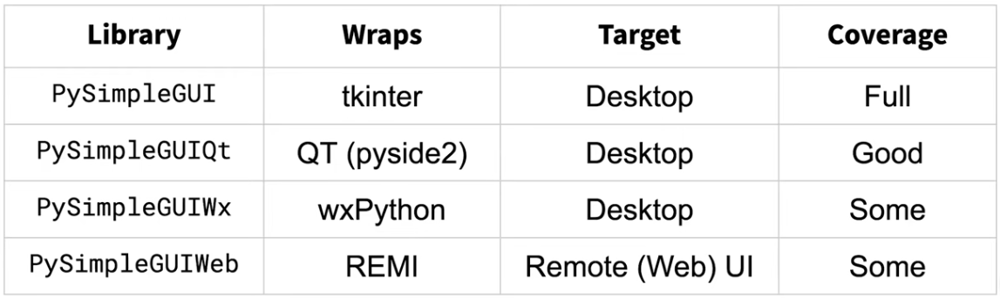 Library Wraps Target Coverage
PySimpleGUI tkinter Desktop Full
PySimpleGUIQt QT (pyside2) Desktop Good
PySimpleGUIWx wxPython Desktop Some
PySimpleGUIWeb REMI Remote (Web) UI Some